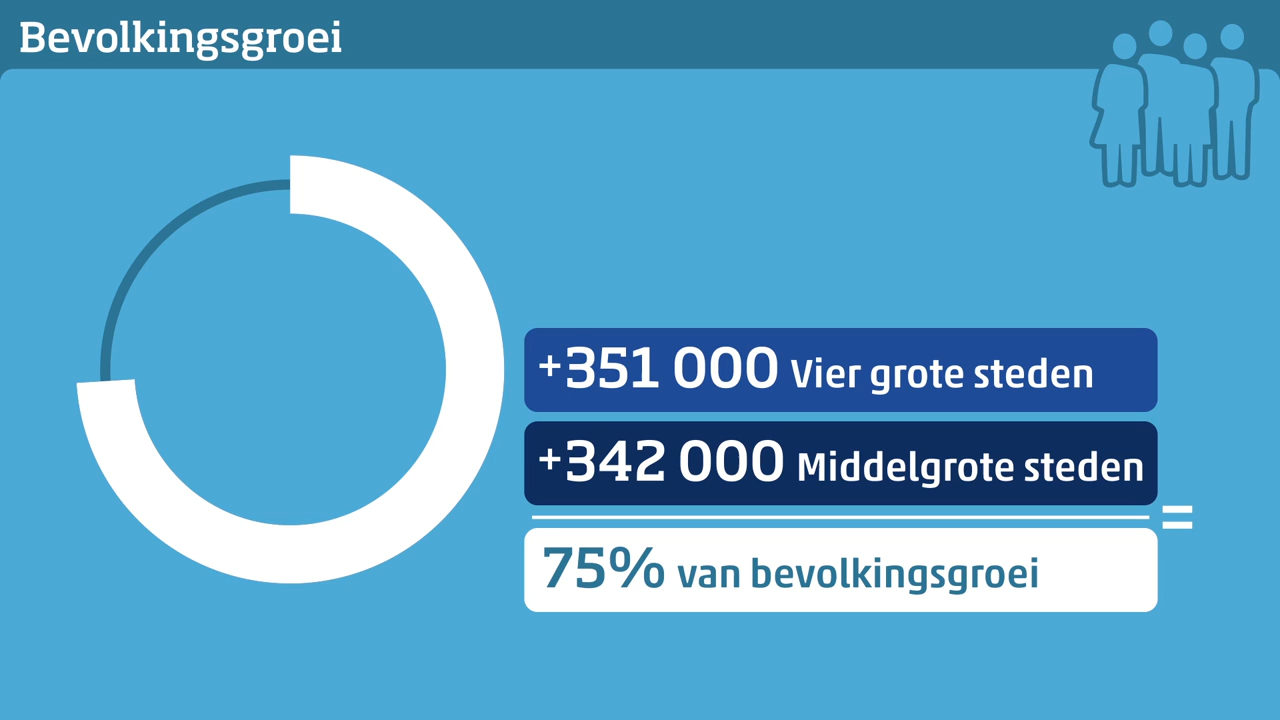 Bevolkingsgroei
+351 000 Vier grote steden
+342 000 Middelgrote steden
=
75% van bevolkingsgroei